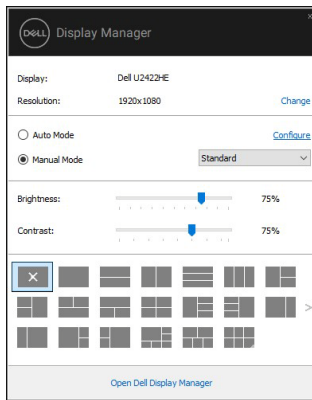 DELL Display Manager
Display: Dell U2422HE
Resolution: 1920x1080 Change
Auto Mode Configure
Manual Mode Standard
Brightness: 75%
Contrast: 75%
Open Dell Display Manager